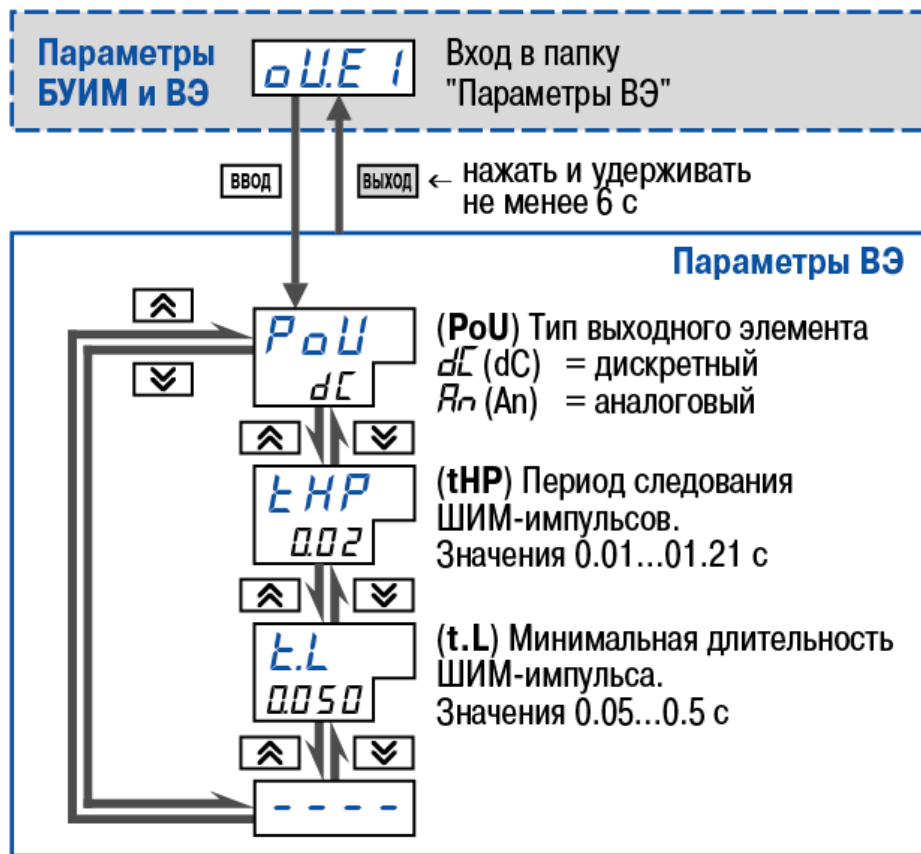 Параметры
БУИМ и ВЭ
oU.E 1
Вход в папку
"Параметры ВЭ"
ВВОД
ВЫХОД
← нажать и удерживать
не менее 6 с
Параметры ВЭ
PoU
dC
(PoU) Тип выходного элемента
dC (dC) = дискретный
An (An) = аналоговый
tHP
0.02
(tHP) Период следования
ШИМ-импульсов.
Значения 0.01...01.21 с
t.L
0.050
(t.L) Минимальная длительность
ШИМ-импульса.
Значения 0.05...0.5 с
- - - -